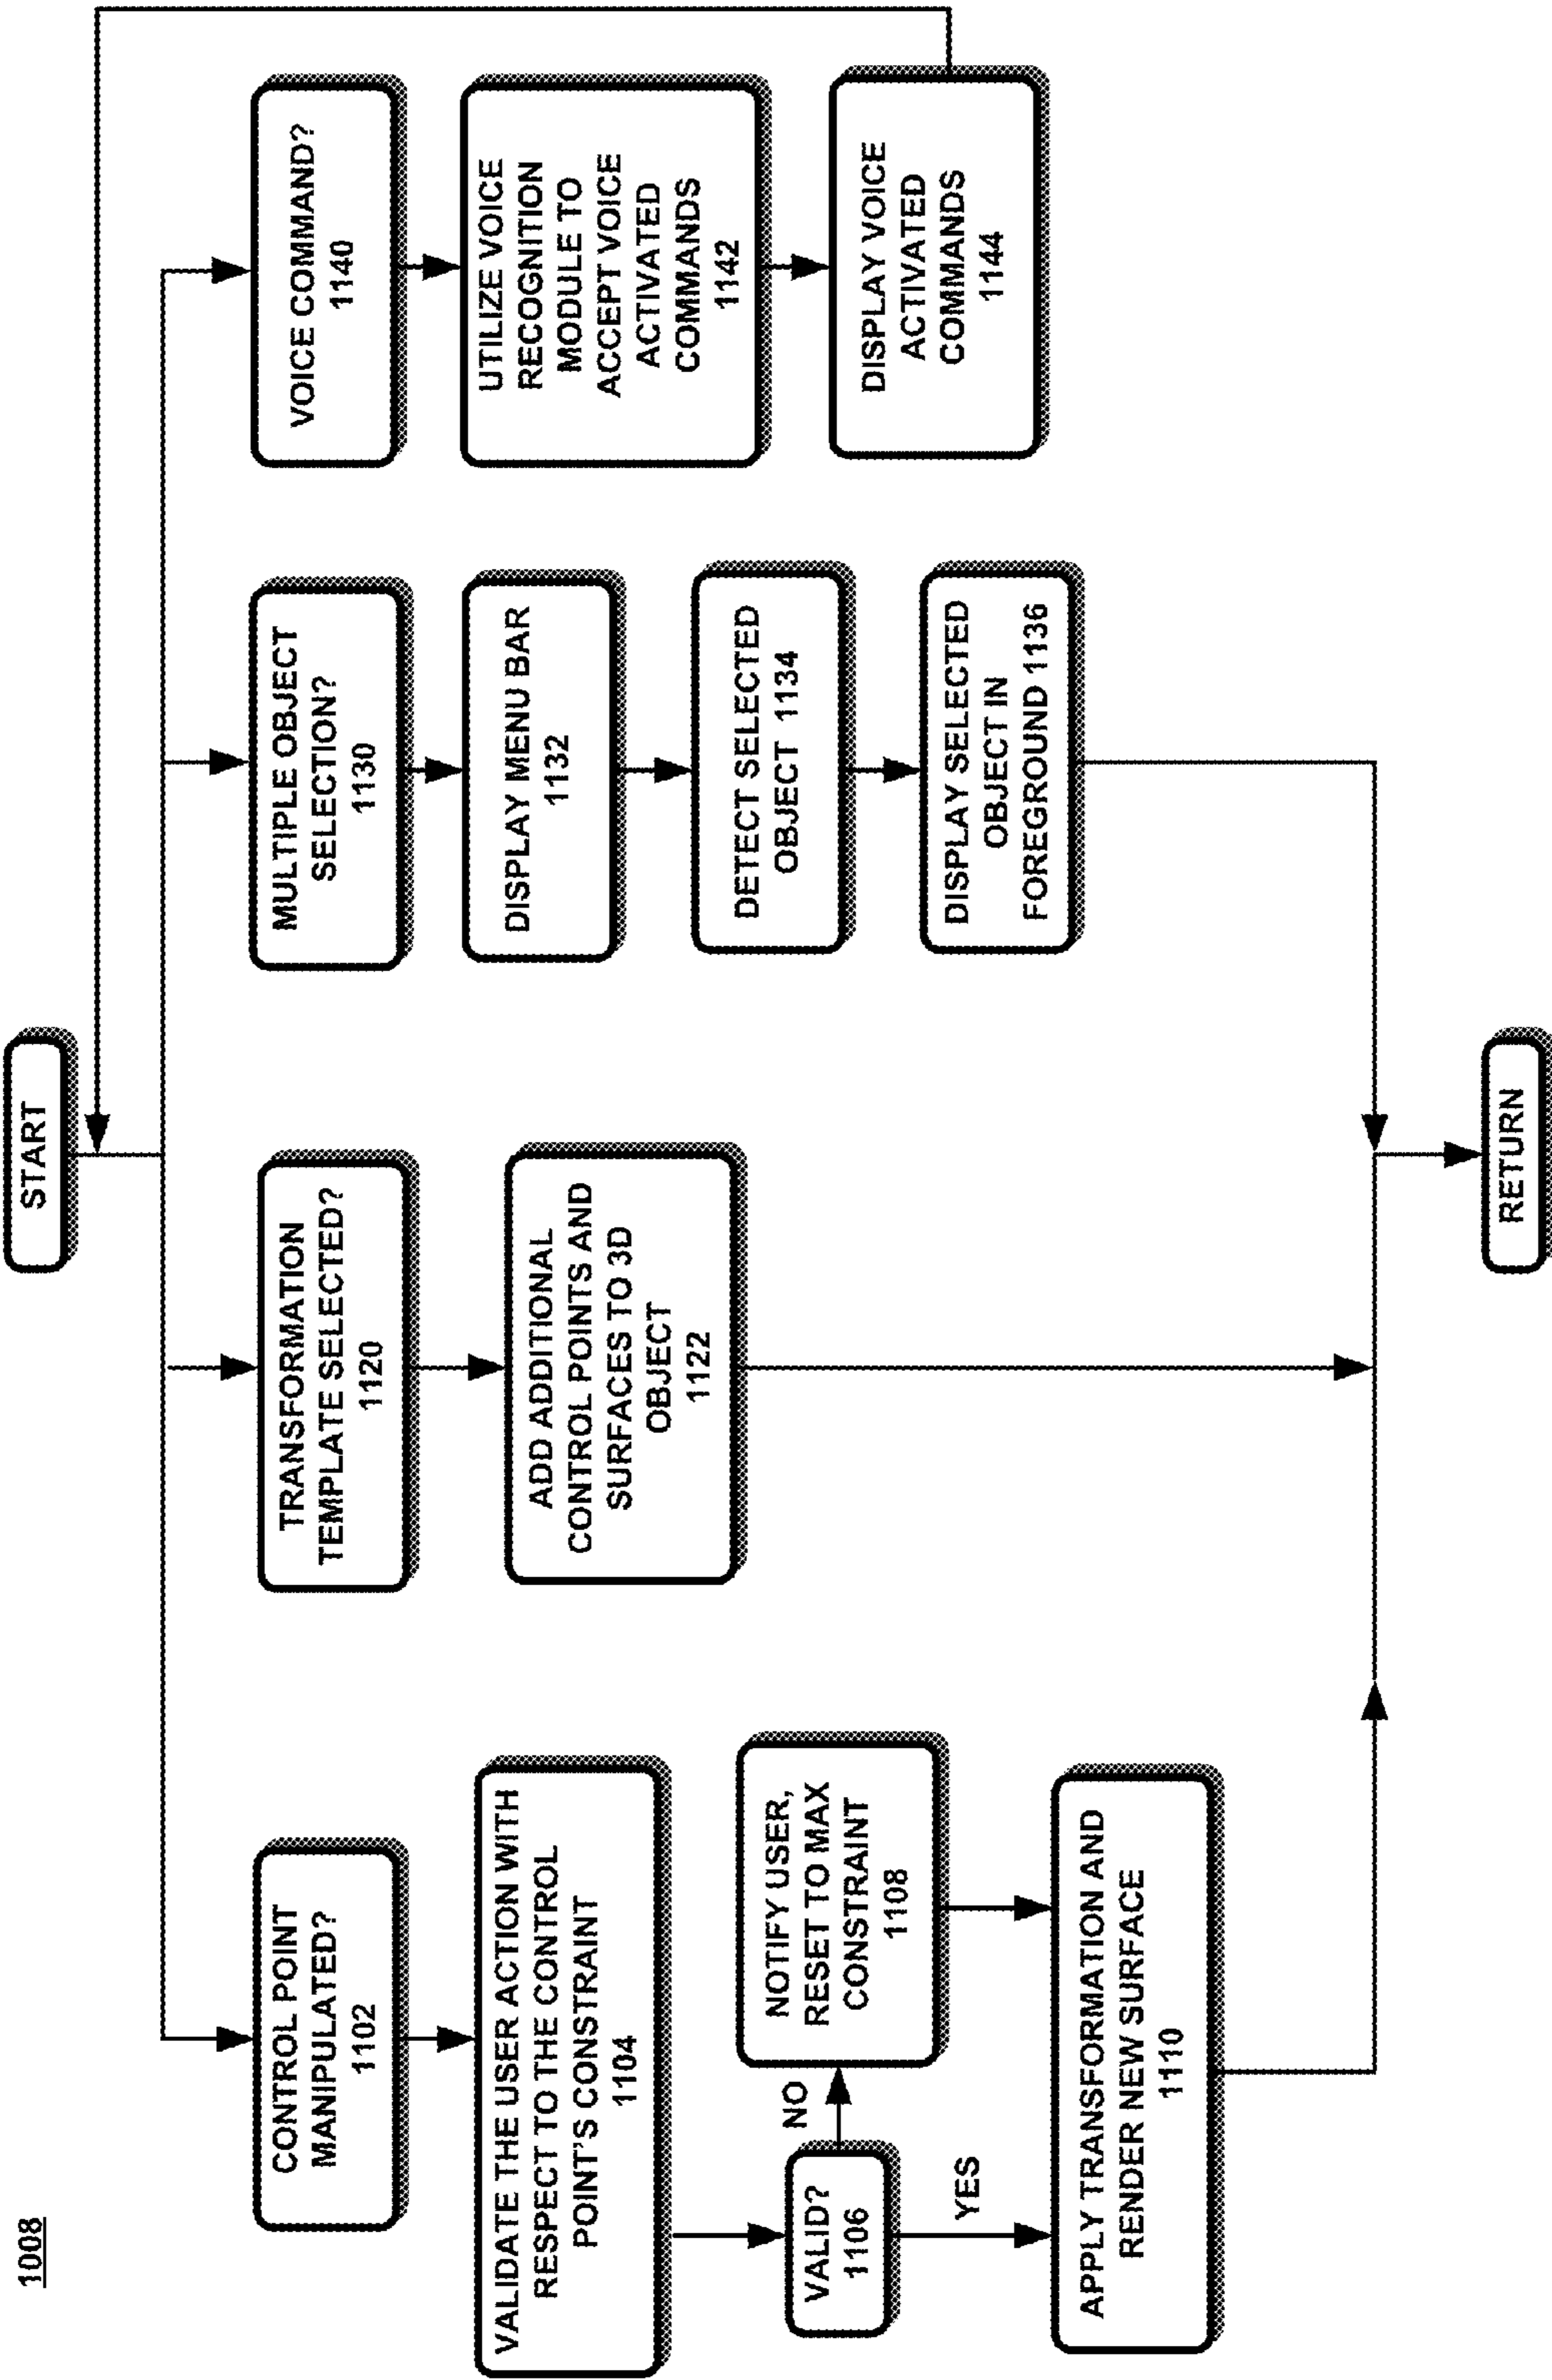 1008
START
CONTROL POINT
MANIPULATED?
1102
VALIDATE THE USER ACTION WITH
RESPECT TO THE CONTROL
POINT'S CONSTRAINT
1104
VALID?
1106
NO
YES
NOTIFY USER,
RESET TO MAX
CONSTRAINT
1108
APPLY TRANSFORMATION AND
RENDER NEW SURFACE
1110
TRANSFORMATION
TEMPLATE SELECTED?
1120
ADD ADDITIONAL
CONTROL POINTS AND
SURFACES TO 3D
OBJECT
1122
MULTIPLE OBJECT
SELECTION?
1130
DISPLAY MENU BAR
1132
DETECT SELECTED
OBJECT 1134
DISPLAY SELECTED
OBJECT IN
FOREGROUND 1136
VOICE COMMAND?
1140
UTILIZE VOICE
RECOGNITION
MODULE TO
ACCEPT VOICE
ACTIVATED
COMMANDS
1142
DISPLAY VOICE
ACTIVATED
COMMANDS
1144
RETURN